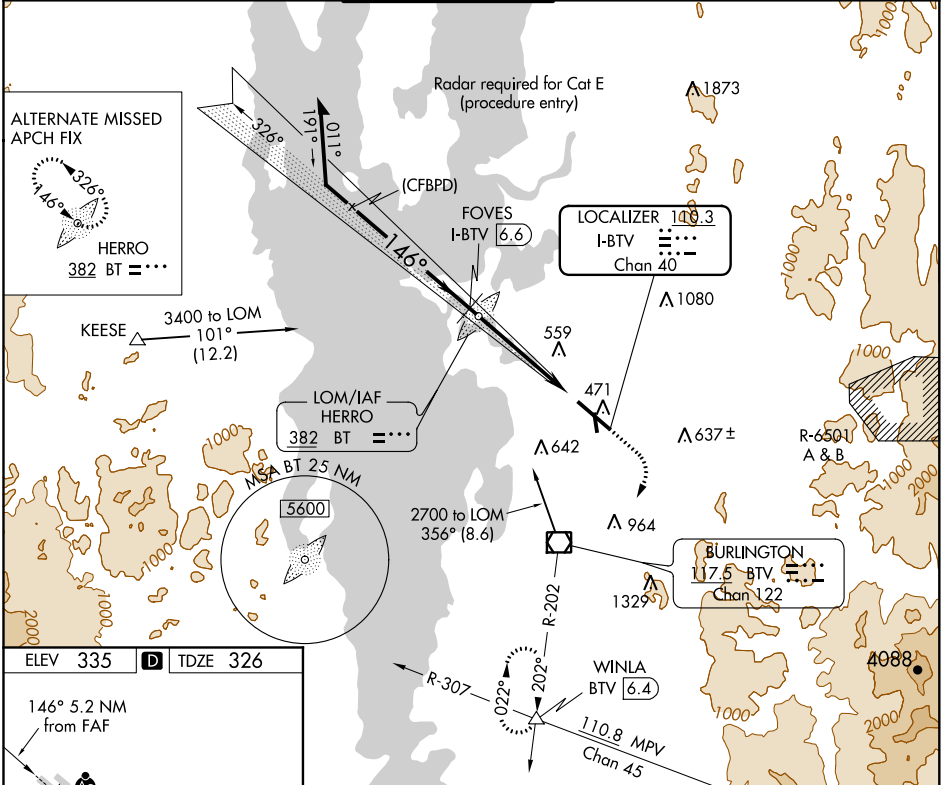 Radar required for Cat E
(procedure entry)
1873
1000
ALTERNATE MISSED
APCH FIX
326°
146°
HERRO
382 BT
326°
011°
191°
(CFBPD)
FOVES
I-BTV 6.6
146°
LOCALIZER 110.3
I-BTV
Chan 40
1080
KEESE
3400 to LOM
101°
(12.2)
559
1000
LOM/IAF
HERRO
382 BT
471
642
637±
R-6501
A & B
1000
2000
1000
MSA BT 25 NM
5600
2700 to LOM
356° (8.6)
964
1000
BURLINGTON
117.5 BTV
Chan 122
1329
1000
2000
R-202
ELEV 335 D TDZE 326
WINLA
BTV 6.4
4088
R-307
022°
202°
146° 5.2 NM
from FAF
1000
2000
110.8 MPV
Chan 45